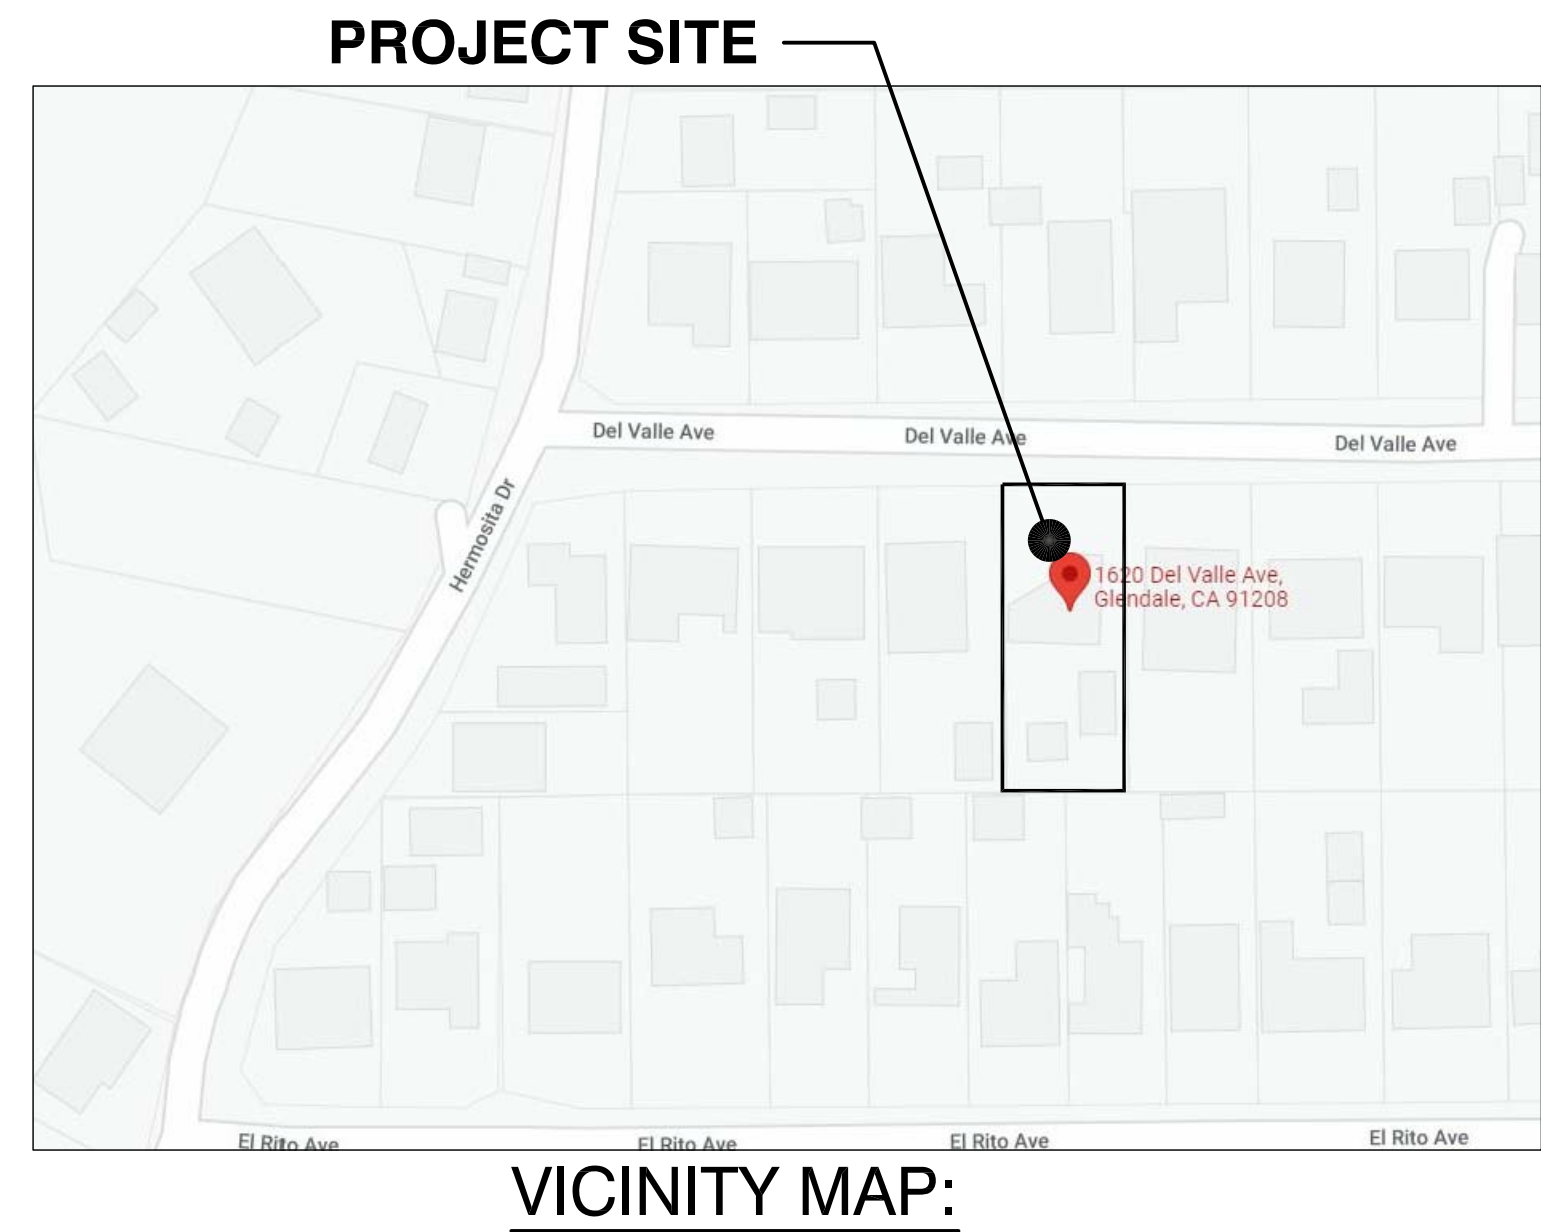 PROJECT SITE
Del Valle Ave
Del Valle Ave
Del Valle Ave
Hermosita Dr
1620 Del Valle Ave,
Glendale, CA 91208
El Rito Ave
El Rito Ave
El Rito Ave
El Rito Ave
VICINITY MAP: